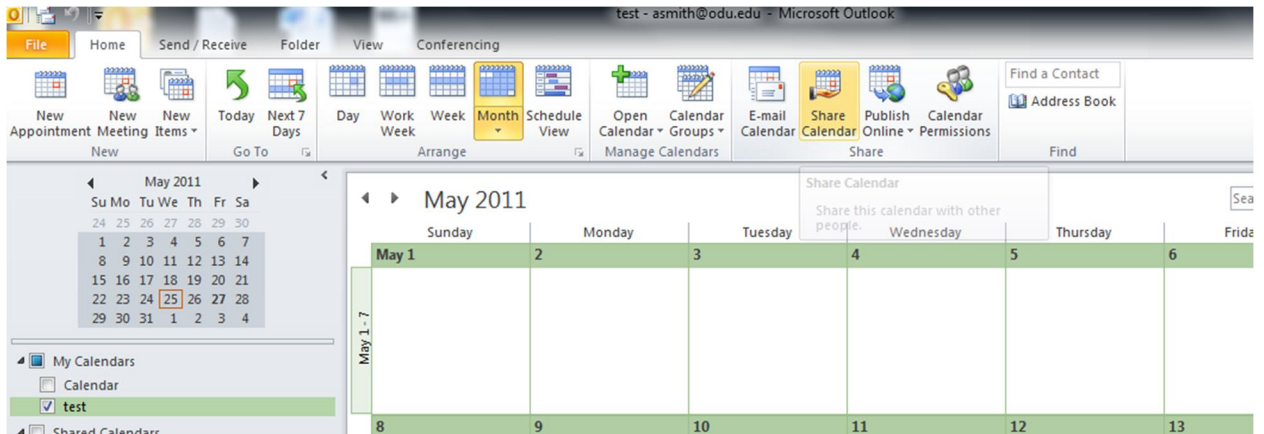 test - asmith@odu.edu - Microsoft Outlook
File Home Send / Receive Folder View Conferencing
New Appointment
New Meeting
New Items
New
Today
Next 7 Days
Go To
Day
Work Week
Week
Month
Schedule View
Arrange
Open Calendar
Calendar Groups
Manage Calendars
E-mail Calendar
Share Calendar
Publish Online
Calendar Permissions
Share
Find a Contact
Address Book
Find
May 2011
Su Mo Tu We Th Fr Sa
24 25 26 27 28 29 30
1 2 3 4 5 6 7
8 9 10 11 12 13 14
15 16 17 18 19 20 21
22 23 24 25 26 27 28
29 30 31 1 2 3 4
My Calendars
Calendar
test
Shared Calendars
May 2011
Sea
Share Calendar
Share this calendar with other
people.
Sunday Monday Tuesday Wednesday Thursday Frida
May 1 2 3 4 5 6
May 1 - 7
8 9 10 11 12 13